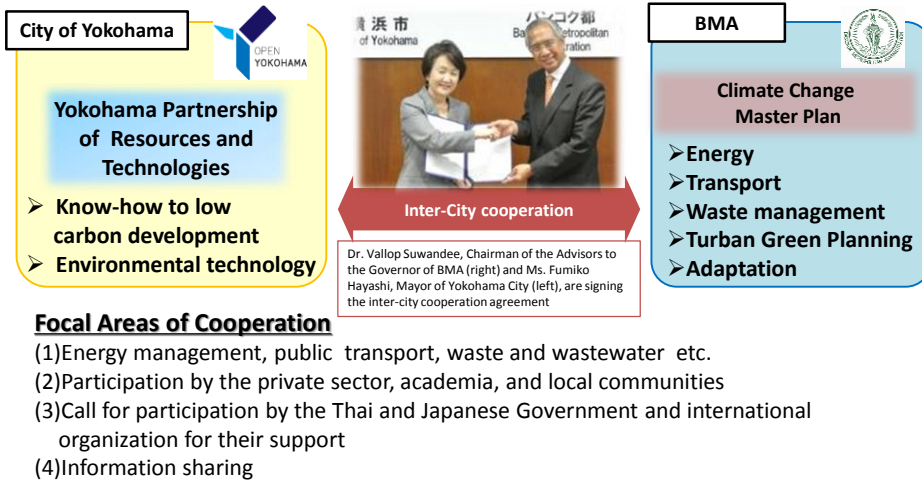 City of Yokohama
OPEN
YOKOHAMA
Yokohama Partnership
of Resources and
Technologies
➢ Know-how to low
carbon development
➢ Environmental technology
浜市
of Yokohama
バンコク都
Inter-City cooperation
Dr. Vallop Suwandee, Chairman of the Advisors to
the Governor of BMA (right) and Ms. Fumiko
Hayashi, Mayor of Yokohama City (left), are signing
the inter-city cooperation agreement
BMA
Climate Change
Master Plan
➢Energy
➢Transport
➢Waste management
➢Turban Green Planning
➢Adaptation
Focal Areas of Cooperation
(1)Energy management, public transport, waste and wastewater etc.
(2)Participation by the private sector, academia, and local communities
(3)Call for participation by the Thai and Japanese Government and international
organization for their support
(4)Information sharing